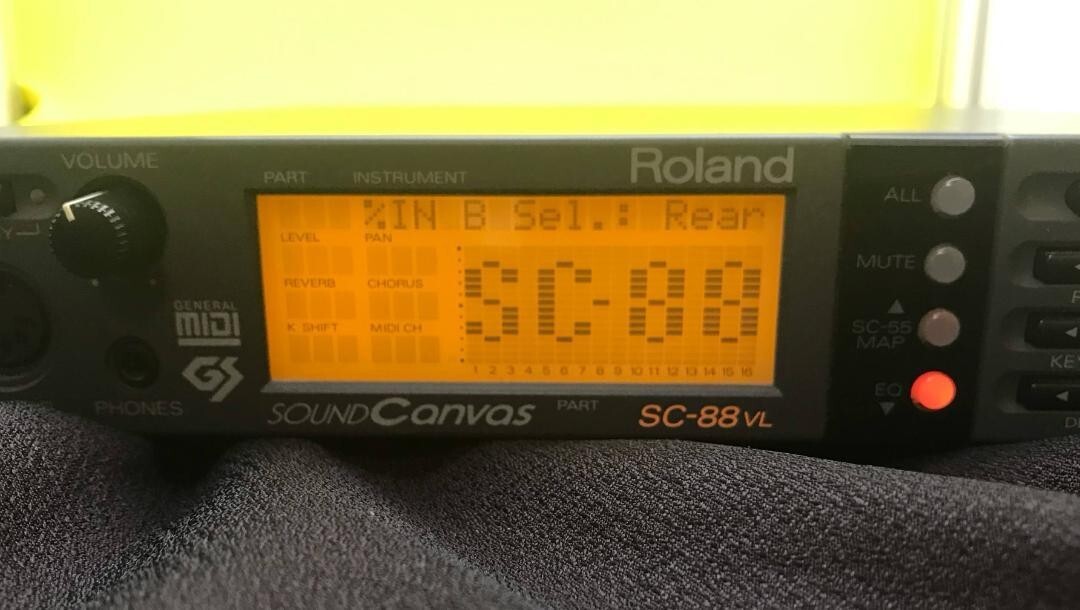 VOLUME
PART INSTRUMENT
Roland
%IN B Sel.: Rear
LEVEL PAN
REVERB CHORUS
K SHIFT MIDI CH
SC-88
1 2 3 4 5 6 7 8 9 10 11 12 13 14 15 16
GENERAL
MIDI
GS
PHONES
SOUND Canvas
PART
SC-88 VL
ALL
MUTE
SC-55
MAP
EQ